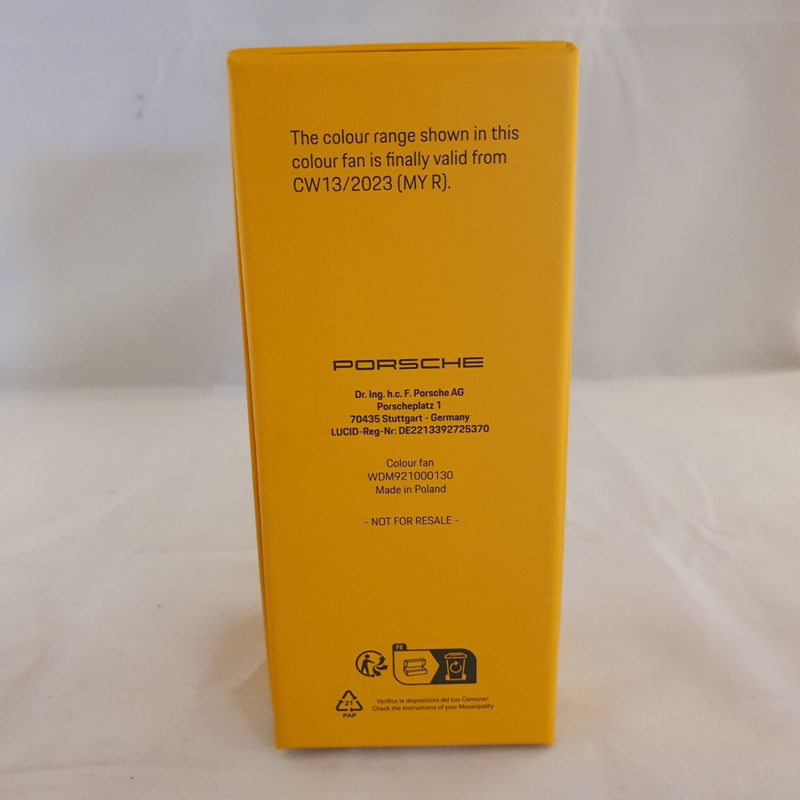 The colour range shown in this
colour fan is finally valid from
CW13/2023 (MY R).
PORSCHE
Dr. Ing. h.c. F. Porsche AG
Porscheplatz 1
70435 Stuttgart - Germany
LUCID-Reg-Nr: DE2213392725370
Colour fan
WDM921000130
Made in Poland
- NOT FOR RESALE -
FR
21
PAP
Verifica le disposizioni del tuo Comune/
Check the instructions of your Municipality